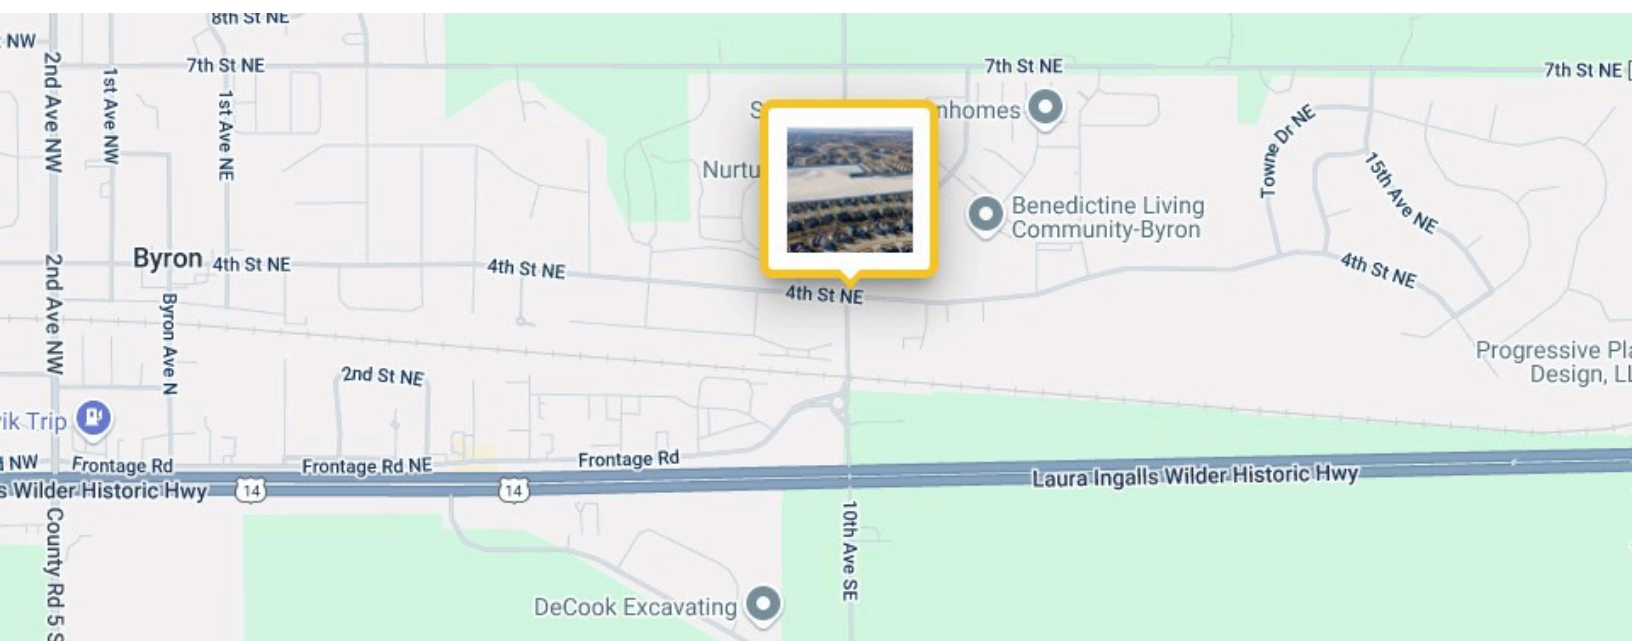 8th St NE
NW
7th St NE
7th St NE
7th St NE
2nd Ave NW
1st Ave NW
1st Ave NE
nhomes
Towne Dr NE
15th Ave NE
Nurtu
Benedictine Living
Community-Byron
Byron
4th St NE
4th St NE
4th St NE
4th St NE
2nd Ave NW
Byron Ave N
2nd St NE
Progressive Pla
Design, LL
ik Trip
NW
Frontage Rd
Frontage Rd NE
Frontage Rd
s Wilder Historic Hwy
14
14
Laura Ingalls Wilder Historic Hwy
County Rd 5 S
10th Ave SE
DeCook Excavating